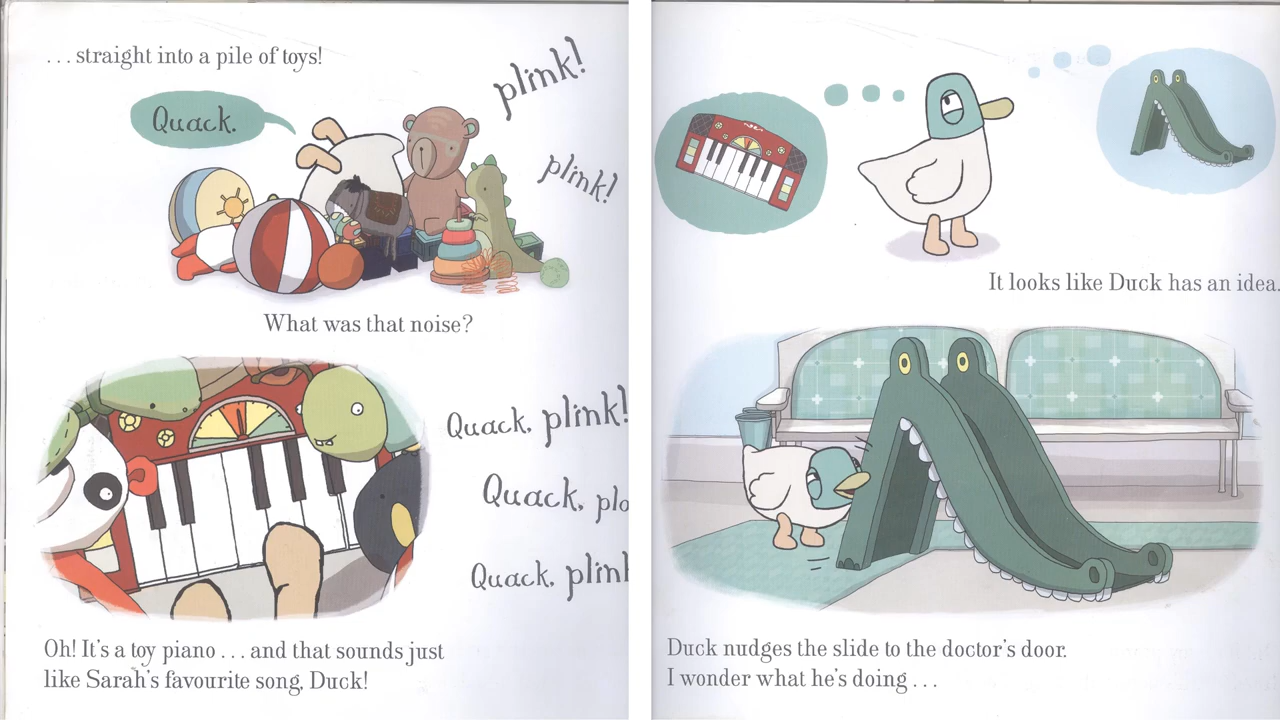 ...straight into a pile of toys!
plink!
Quack.
plink!
What was that noise?
Quack, plink!
Quack, plo
Quack, plink
Oh! It's a toy piano...and that sounds just
like Sarah's favourite song, Duck!
It looks like Duck has an idea.
Duck nudges the slide to the doctor's door.
I wonder what he's doing...